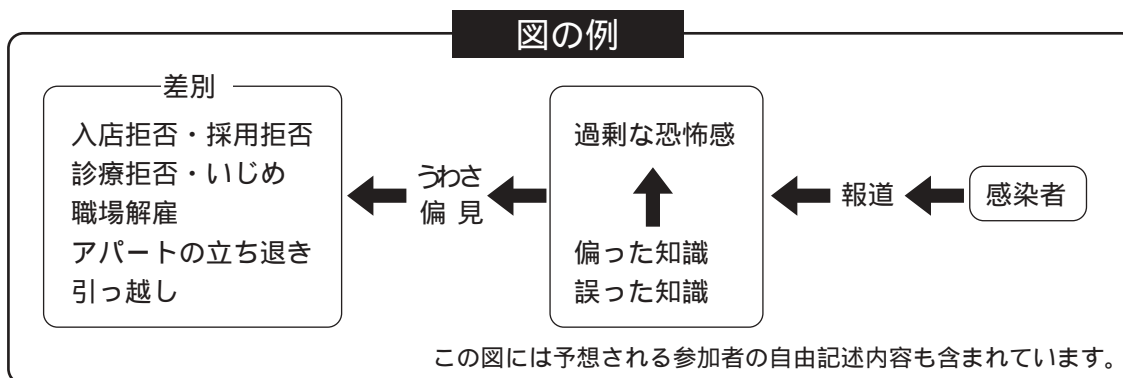 図の例
差別
入店拒否・採用拒否
診療拒否・いじめ
職場解雇
アパートの立ち退き
引っ越し
うわさ
偏見
過剰な恐怖感
偏った知識
誤った知識
報道
感染者
この図には予想される参加者の自由記述内容も含まれています。